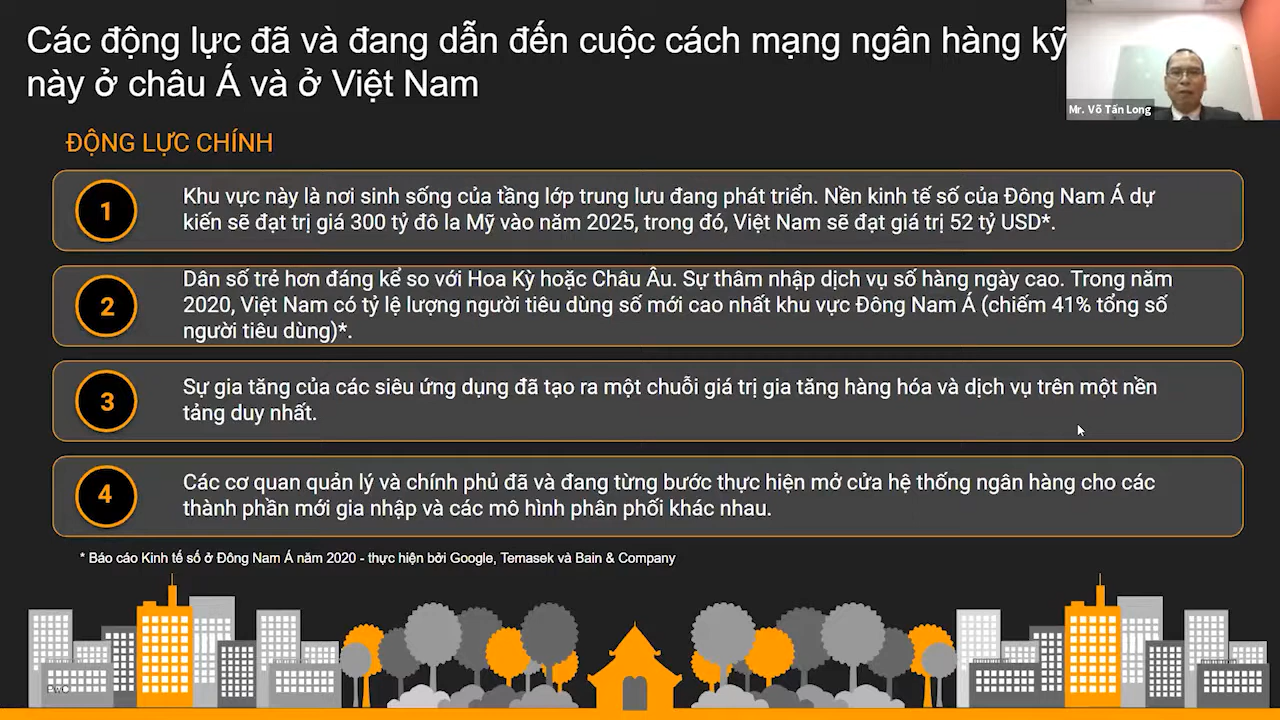 Các động lực đã và đang dẫn đến cuộc cách mạng ngân hàng kỹ
này ở châu Á và ở Việt Nam
Mr. Võ Tấn Long
ĐỘNG LỰC CHÍNH
1
Khu vực này là nơi sinh sống của tầng lớp trung lưu đang phát triển. Nền kinh tế số của Đông Nam Á dự
kiến sẽ đạt trị giá 300 tỷ đô la Mỹ vào năm 2025, trong đó, Việt Nam sẽ đạt giá trị 52 tỷ USD*.
2
Dân số trẻ hơn đáng kể so với Hoa Kỳ hoặc Châu Âu. Sự thâm nhập dịch vụ số hàng ngày cao. Trong năm
2020, Việt Nam có tỷ lệ lượng người tiêu dùng số mới cao nhất khu vực Đông Nam Á (chiếm 41% tổng số
người tiêu dùng)*.
3
Sự gia tăng của các siêu ứng dụng đã tạo ra một chuỗi giá trị gia tăng hàng hóa và dịch vụ trên một nền
tảng duy nhất.
4
Các cơ quan quản lý và chính phủ đã và đang từng bước thực hiện mở cửa hệ thống ngân hàng cho các
thành phần mới gia nhập và các mô hình phân phối khác nhau.
* Báo cáo Kinh tế số ở Đông Nam Á năm 2020 - thực hiện bởi Google, Temasek và Bain & Company
PwC